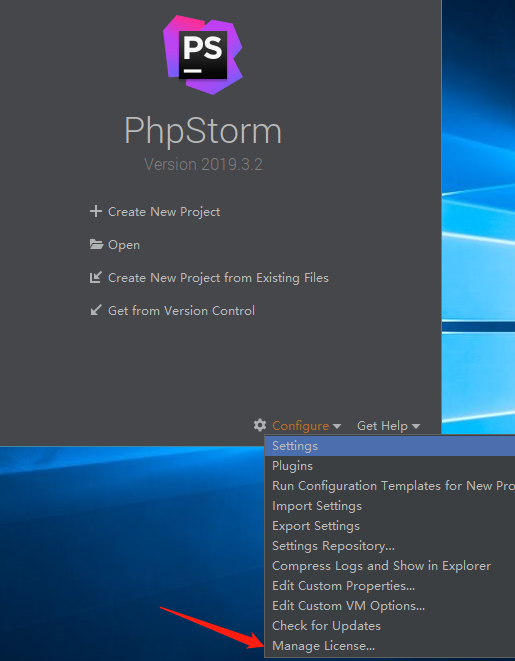 PS
PhpStorm
Version 2019.3.2
Create New Project
Open
Create New Project from Existing Files
Get from Version Control
Configure Get Help
Settings
Plugins
Run Configuration Templates for New Pro
Import Settings
Export Settings
Settings Repository...
Compress Logs and Show in Explorer
Edit Custom Properties...
Edit Custom VM Options...
Check for Updates
Manage License...